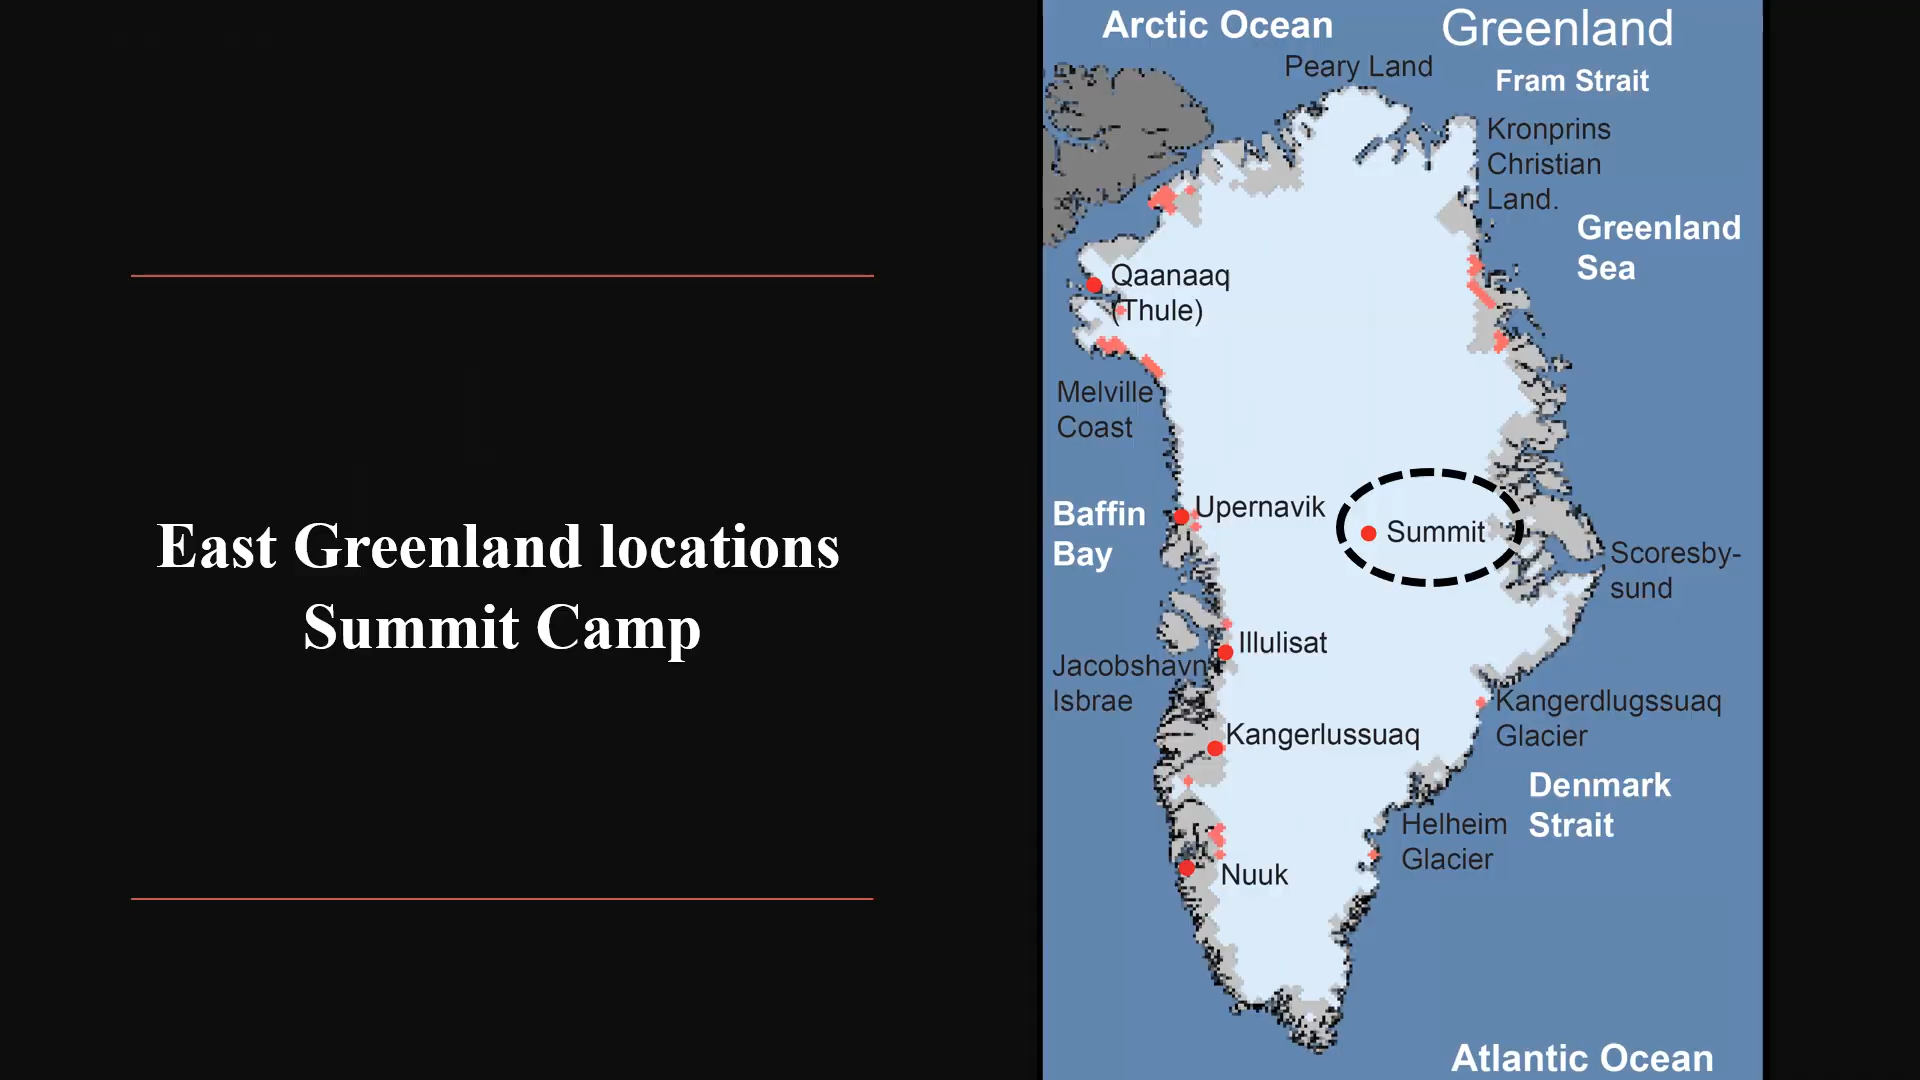 East Greenland locations
Summit Camp
Arctic Ocean
Greenland
Peary Land
Fram Strait
Kronprins
Christian
Land.
Greenland
Sea
Qaanaaq
(Thule)
Melville
Coast
Baffin
Bay
Upernavik
Summit
Scoresby-
sund
Illulisat
Jacobshavn
Isbrae
Kangerdlugssuaq
Glacier
Kangerlussuaq
Denmark
Strait
Helheim
Glacier
Nuuk
Atlantic Ocean